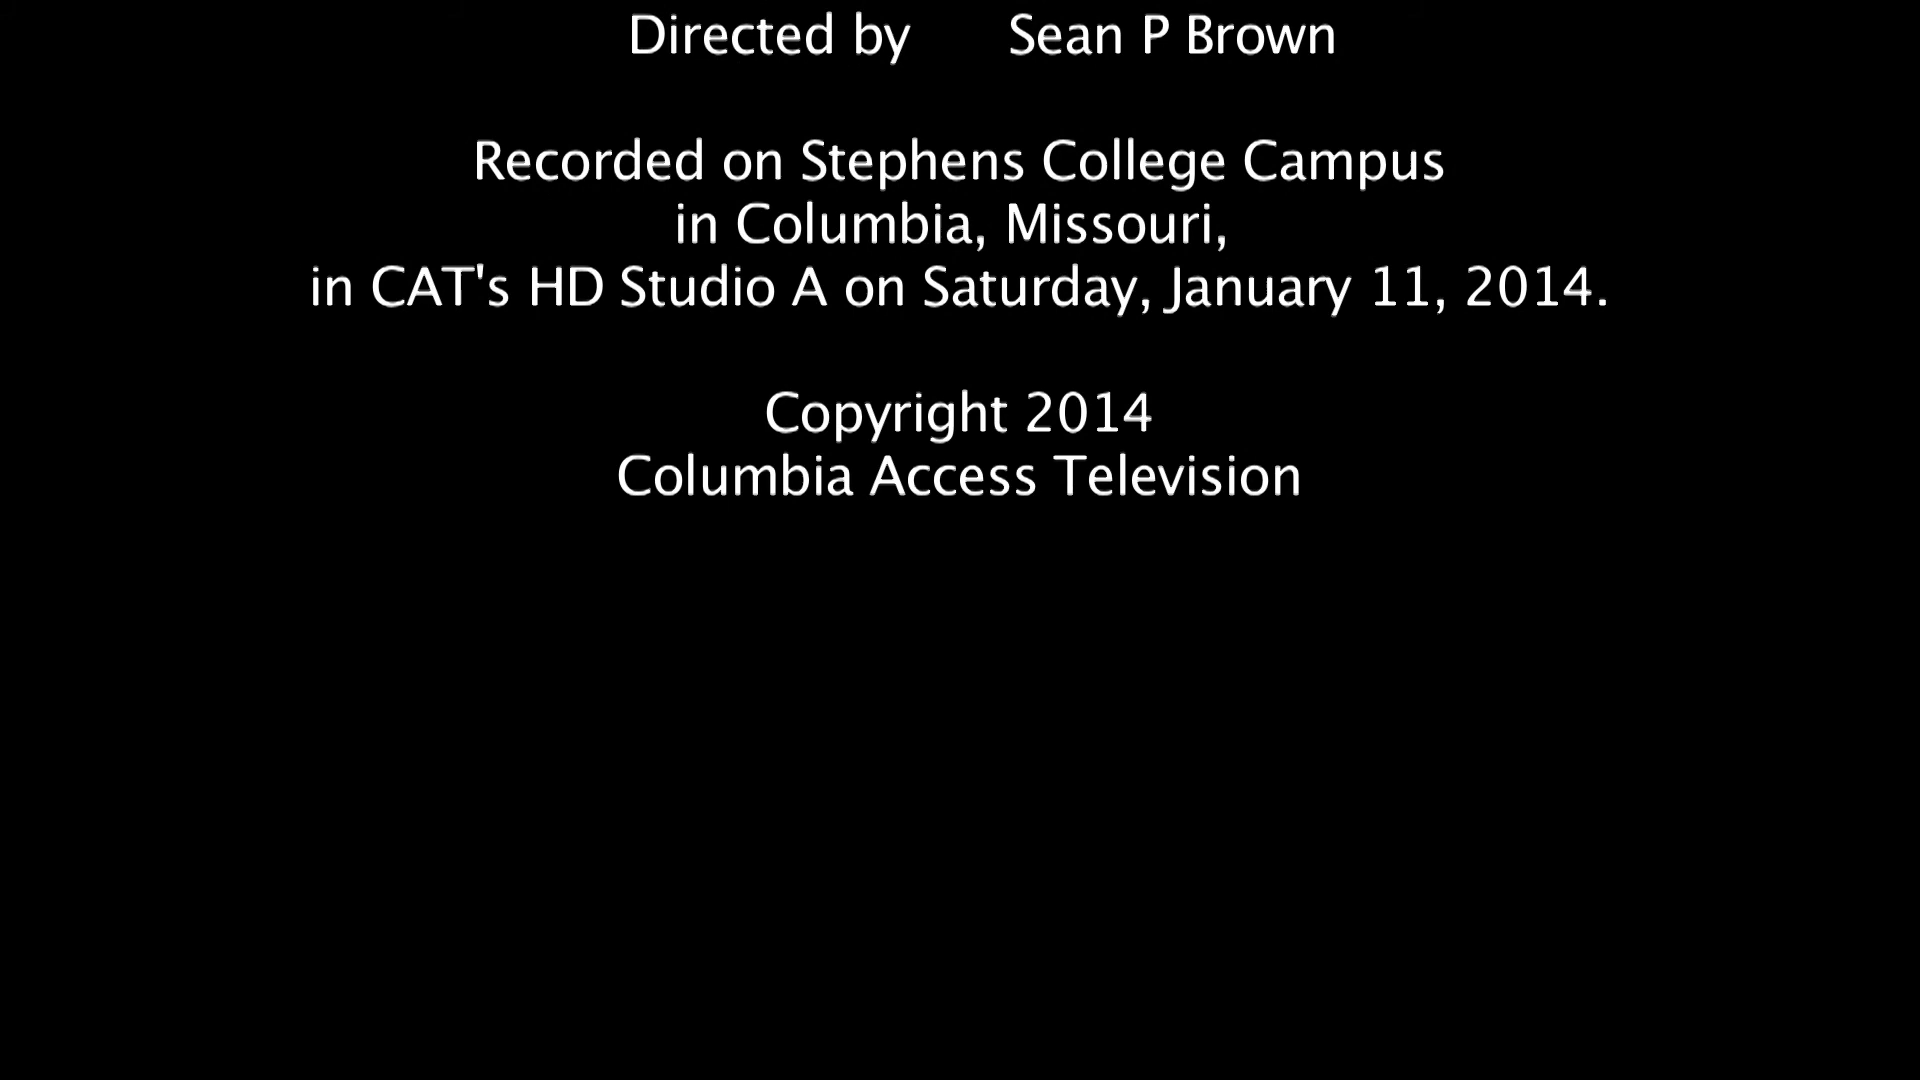 Directed by Sean P Brown
Recorded on Stephens College Campus
in Columbia, Missouri,
in CAT's HD Studio A on Saturday, January 11, 2014.
Copyright 2014
Columbia Access Television